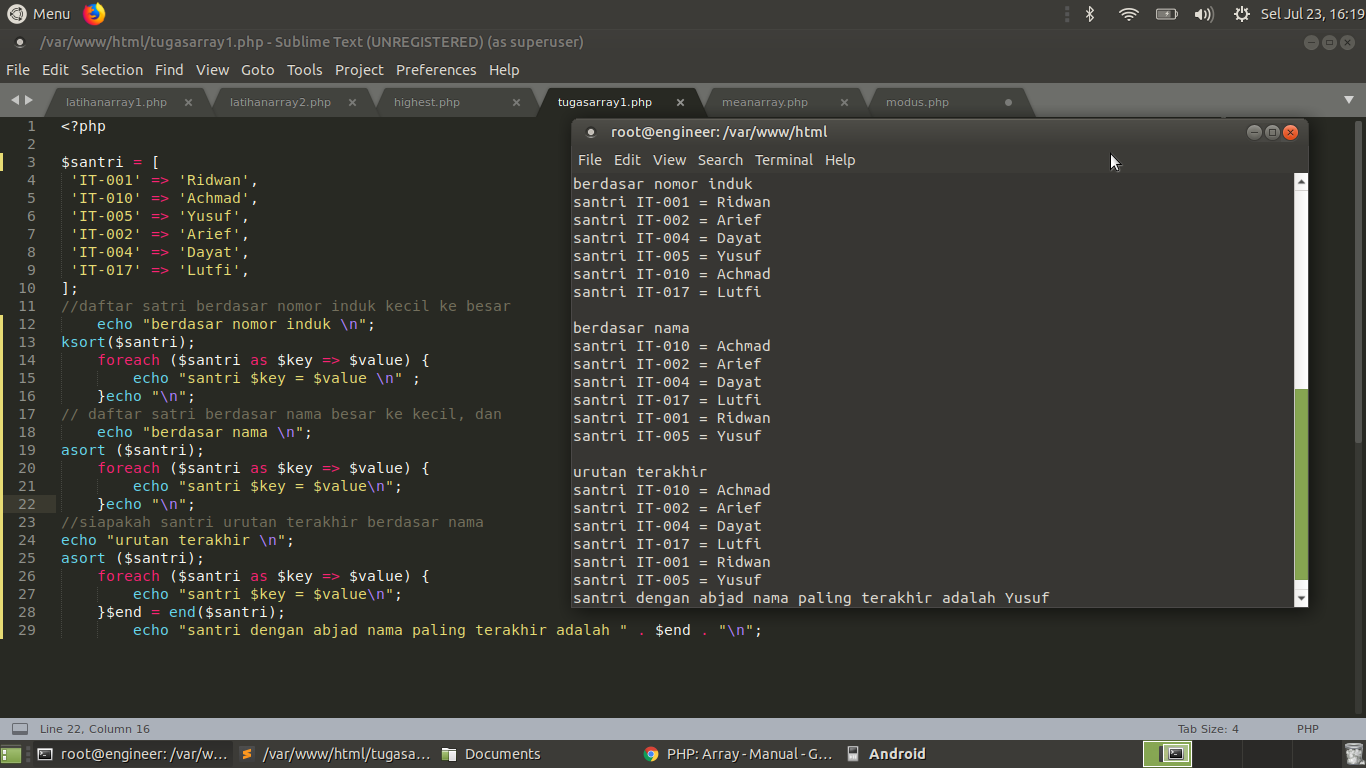 Menu
Sel Jul 23, 16:19
/var/www/html/tugasarray1.php - Sublime Text (UNREGISTERED) (as superuser)
File Edit Selection Find View Goto Tools Project Preferences Help
latihanarray1.php latihanarray2.php highest.php tugasarray1.php meanarray.php modus.php
1 <?php
2
3 $santri = [
4 'IT-001' => 'Ridwan',
5 'IT-010' => 'Achmad',
6 'IT-005' => 'Yusuf',
7 'IT-002' => 'Arief',
8 'IT-004' => 'Dayat',
9 'IT-017' => 'Lutfi',
10 ];
11 //daftar satri berdasar nomor induk kecil ke besar
12 echo "berdasar nomor induk \n";
13 ksort($santri);
14 foreach ($santri as $key => $value) {
15 echo "santri $key = $value \n" ;
16 }echo "\n";
17 // daftar satri berdasar nama besar ke kecil, dan
18 echo "berdasar nama \n";
19 asort ($santri);
20 foreach ($santri as $key => $value) {
21 echo "santri $key = $value\n";
22 }echo "\n";
23 //siapakah santri urutan terakhir berdasar nama
24 echo "urutan terakhir \n";
25 asort ($santri);
26 foreach ($santri as $key => $value) {
27 echo "santri $key = $value\n";
28 }$end = end($santri);
29 echo "santri dengan abjad nama paling terakhir adalah " . $end . "\n";
root@engineer: /var/www/html
File Edit View Search Terminal Help
berdasar nomor induk
santri IT-001 = Ridwan
santri IT-002 = Arief
santri IT-004 = Dayat
santri IT-005 = Yusuf
santri IT-010 = Achmad
santri IT-017 = Lutfi

berdasar nama
santri IT-010 = Achmad
santri IT-002 = Arief
santri IT-004 = Dayat
santri IT-017 = Lutfi
santri IT-001 = Ridwan
santri IT-005 = Yusuf

urutan terakhir
santri IT-010 = Achmad
santri IT-002 = Arief
santri IT-004 = Dayat
santri IT-017 = Lutfi
santri IT-001 = Ridwan
santri IT-005 = Yusuf
santri dengan abjad nama paling terakhir adalah Yusuf
Line 22, Column 16
Tab Size: 4 PHP
root@engineer: /var/w... /var/www/html/tugasa... Documents PHP: Array - Manual - G... Android